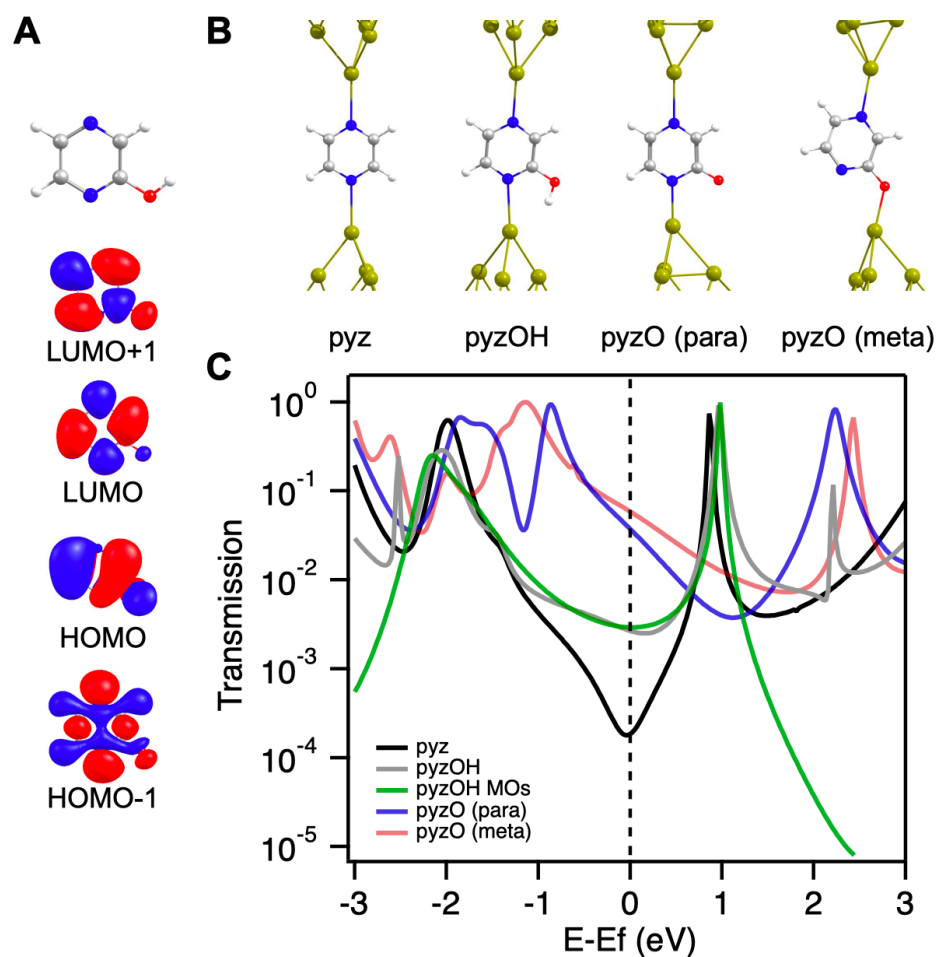 A
B
LUMO+1
LUMO
HOMO
HOMO-1
pyz
pyzOH
pyzO (para)
pyzO (meta)
C
Transmission
10^0
10^-1
10^-2
10^-3
10^-4
10^-5
pyz
pyzOH
pyzOH MOs
pyzO (para)
pyzO (meta)
-3 -2 -1 0 1 2 3
E-Ef (eV)